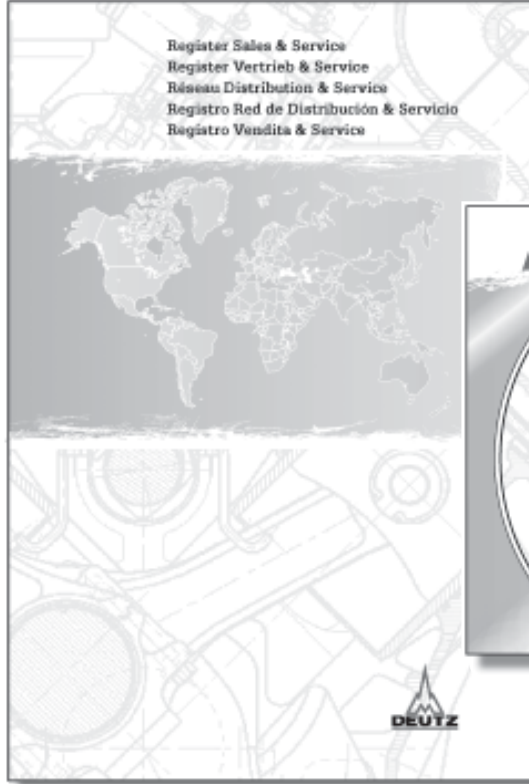 Register Sales & Service
Register Vertrieb & Service
Réseau Distribution & Service
Registro Red de Distribución & Servicio
Registro Vendita & Service
DEUTZ